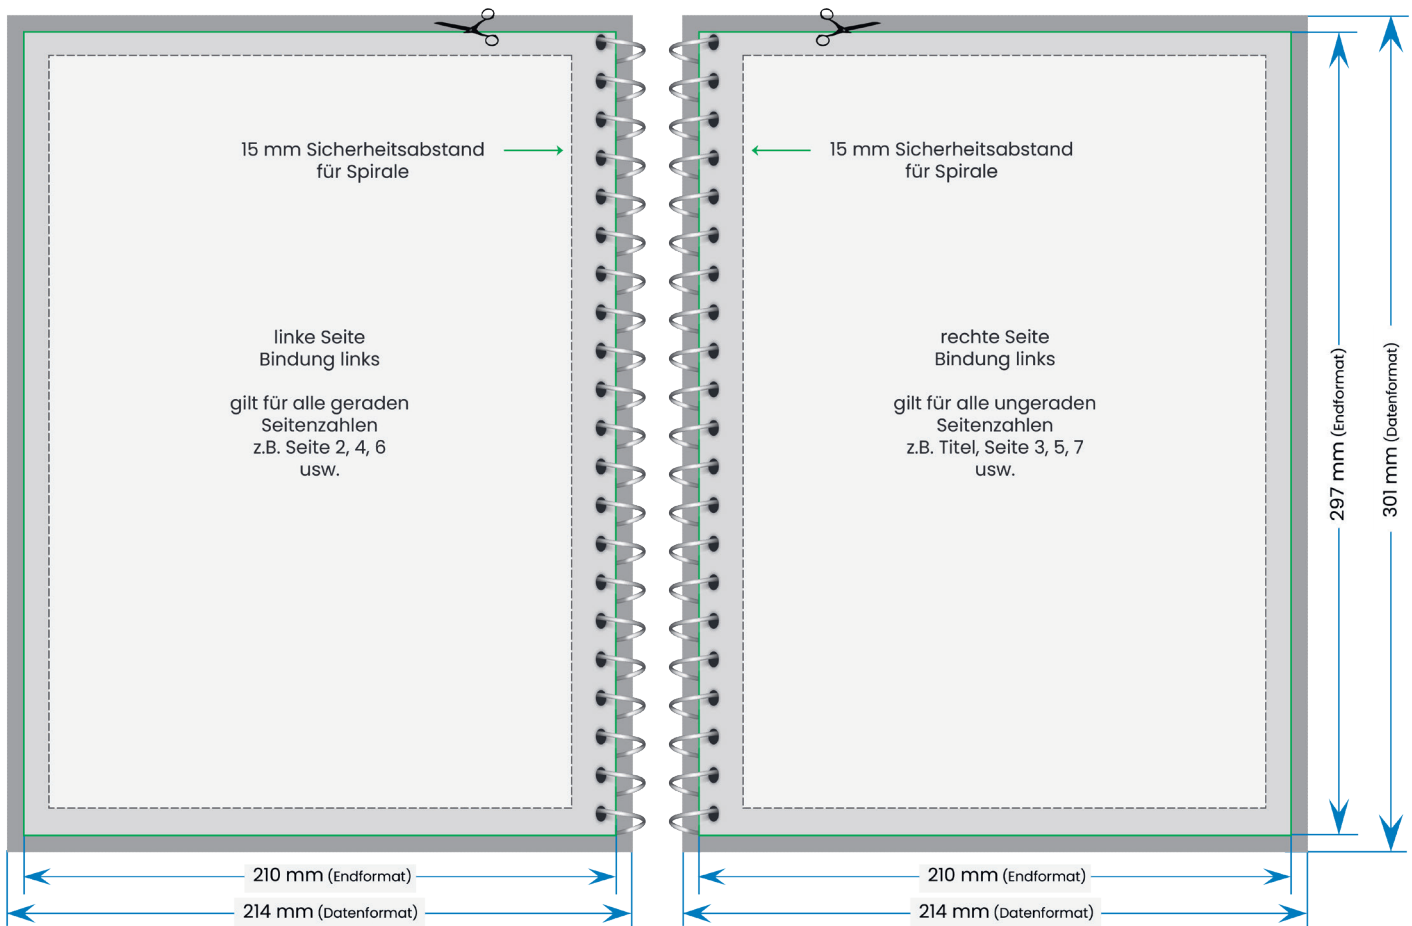 15 mm Sicherheitsabstand
für Spirale
linke Seite
Bindung links
gilt für alle geraden
Seitenzahlen
z.B. Seite 2, 4, 6
usw.
210 mm (Endformat)
214 mm (Datenformat)
15 mm Sicherheitsabstand
für Spirale
rechte Seite
Bindung links
gilt für alle ungeraden
Seitenzahlen
z.B. Titel, Seite 3, 5, 7
usw.
210 mm (Endformat)
214 mm (Datenformat)
297 mm (Endformat)
301 mm (Datenformat)